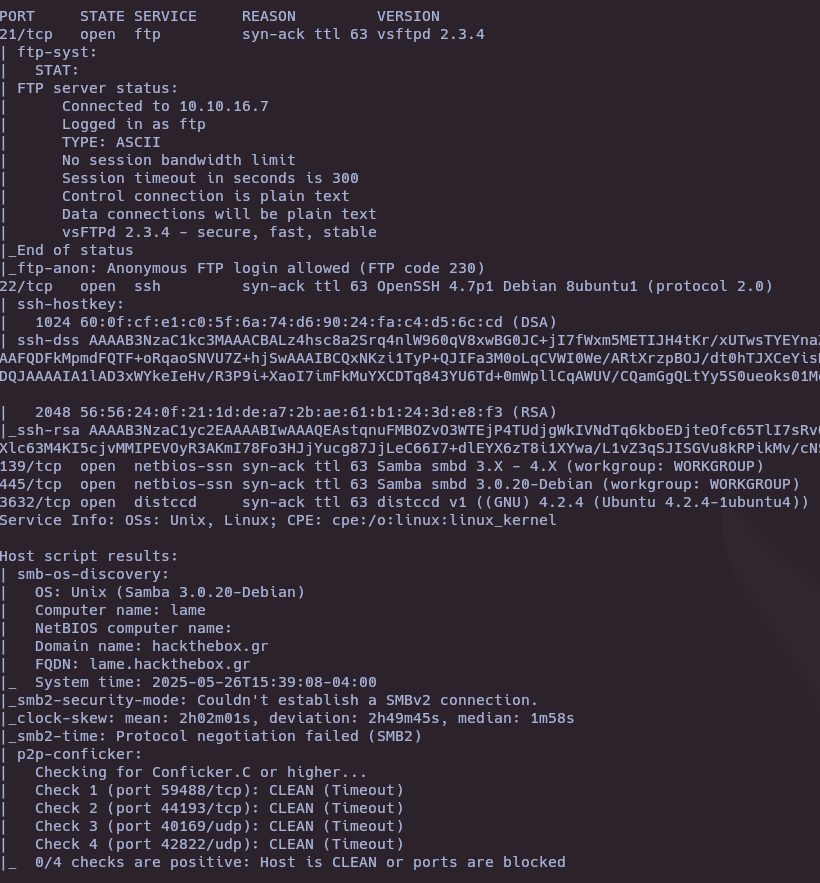 PORT     STATE SERVICE     REASON         VERSION
21/tcp   open  ftp         syn-ack ttl 63 vsftpd 2.3.4
| ftp-syst:
|   STAT:
| FTP server status:
|      Connected to 10.10.16.7
|      Logged in as ftp
|      TYPE: ASCII
|      No session bandwidth limit
|      Session timeout in seconds is 300
|      Control connection is plain text
|      Data connections will be plain text
|      vsFTPd 2.3.4 - secure, fast, stable
|_End of status
|_ftp-anon: Anonymous FTP login allowed (FTP code 230)
22/tcp   open  ssh         syn-ack ttl 63 OpenSSH 4.7p1 Debian 8ubuntu1 (protocol 2.0)
| ssh-hostkey:
|   1024 60:0f:cf:e1:c0:5f:6a:74:d6:90:24:fa:c4:d5:6c:cd (DSA)
| ssh-dss AAAAB3NzaC1kc3MAAACBALz4hsc8a2Srq4nlW960qV8xwBG0JC+jI7fWxm5METIJH4tKr/xUTwsTYEYnaZ
AAFQDFkMpmdFQTF+oRqaoSNVU7Z+hjSwAAAIBCQxNKzi1TyP+QJIFa3M0oLqCVWI0We/ARtXrzpBOJ/dt0hTJXCeYisK
DQJAAAAIA1lAD3xWYkeIeHv/R3P9i+XaoI7imFkMuYXCDTq843YU6Td+0mWpllCqAWUV/CQamGgQLtYy5S0ueoks01Mo
|   2048 56:56:24:0f:21:1d:de:a7:2b:ae:61:b1:24:3d:e8:f3 (RSA)
|_ssh-rsa AAAAB3NzaC1yc2EAAAABIwAAAQEAstqnuFMBOZvO3WTEjP4TUdjgWkIVNdTq6kboEDjteOfc65TlI7sRv
Xlc63M4KI5cjvMMIPEVOyR3AKmI78Fo3HJjYucg87JjLeC66I7+dlEYX6zT8i1XYwa/L1vZ3qSJISGVu8kRPikMv/cNS
139/tcp  open  netbios-ssn syn-ack ttl 63 Samba smbd 3.X - 4.X (workgroup: WORKGROUP)
445/tcp  open  netbios-ssn syn-ack ttl 63 Samba smbd 3.0.20-Debian (workgroup: WORKGROUP)
3632/tcp open  distccd     syn-ack ttl 63 distccd v1 ((GNU) 4.2.4 (Ubuntu 4.2.4-1ubuntu4))
Service Info: OSs: Unix, Linux; CPE: cpe:/o:linux:linux_kernel
Host script results:
| smb-os-discovery:
|   OS: Unix (Samba 3.0.20-Debian)
|   Computer name: lame
|   NetBIOS computer name:
|   Domain name: hackthebox.gr
|   FQDN: lame.hackthebox.gr
|_  System time: 2025-05-26T15:39:08-04:00
|_smb2-security-mode: Couldn't establish a SMBv2 connection.
|_clock-skew: mean: 2h02m01s, deviation: 2h49m45s, median: 1m58s
|_smb2-time: Protocol negotiation failed (SMB2)
| p2p-conficker:
|   Checking for Conficker.C or higher...
|   Check 1 (port 59488/tcp): CLEAN (Timeout)
|   Check 2 (port 44193/tcp): CLEAN (Timeout)
|   Check 3 (port 40169/udp): CLEAN (Timeout)
|   Check 4 (port 42822/udp): CLEAN (Timeout)
|_  0/4 checks are positive: Host is CLEAN or ports are blocked